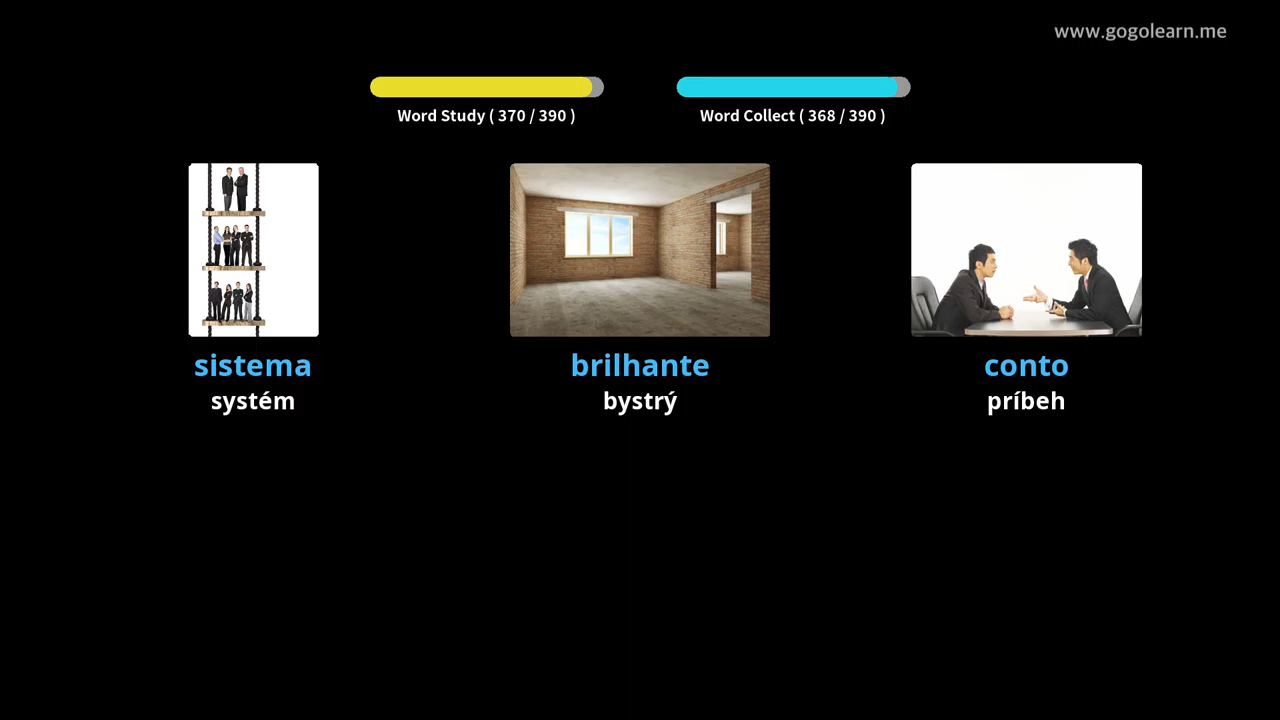 www.gogolearn.me
Word Study ( 370 / 390 )
Word Collect ( 368 / 390 )
sistema
systém
brilhante
bystrý
conto
príbeh